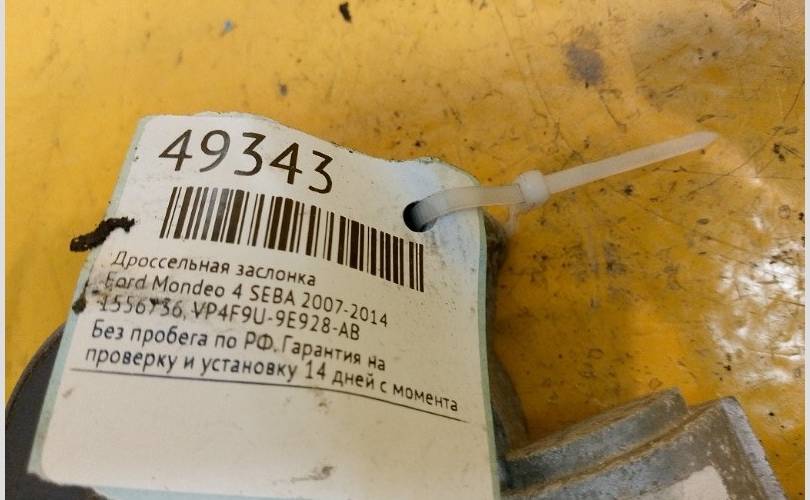 49343
Дроссельная заслонка
Ford Mondeo 4 SEBA 2007-2014
1556736, VP4F9U-9E928-AB
Без пробега по РФ. Гарантия на
проверку и установку 14 дней с момента